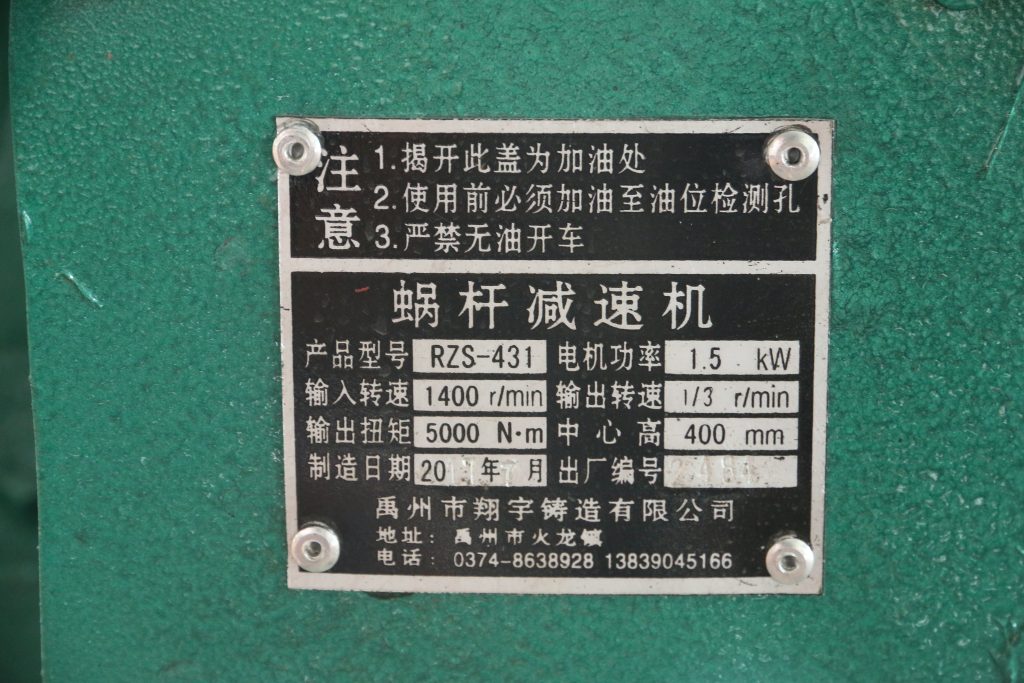 注意
1.揭开此盖为加油处
2.使用前必须加油至油位检测孔
3.严禁无油开车
蜗杆减速机
产品型号 RZS-431 电机功率 1.5 kW
输入转速 1400 r/min 输出转速 1/3 r/min
输出扭矩 5000 N·m 中心高 400 mm
制造日期 20 年 月 出厂编号
禹州市翔宇铸造有限公司
地址：禹州市火龙镇
电话：0374-8638928 13839045166